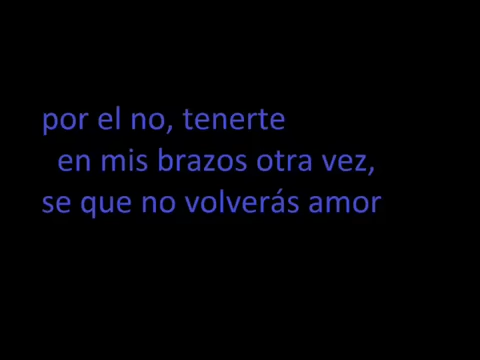 por el no, tenerte
en mis brazos otra vez,
se que no volverás amor